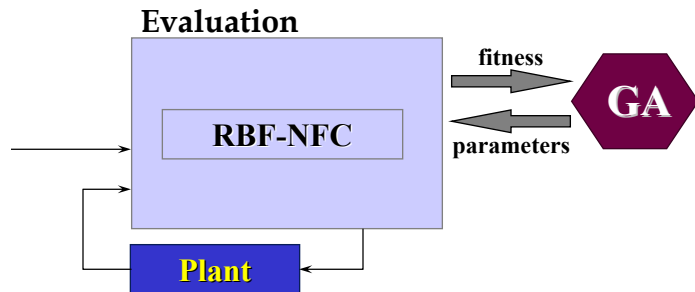 Evaluation
fitness
GA
RBF-NFC
parameters
Plant